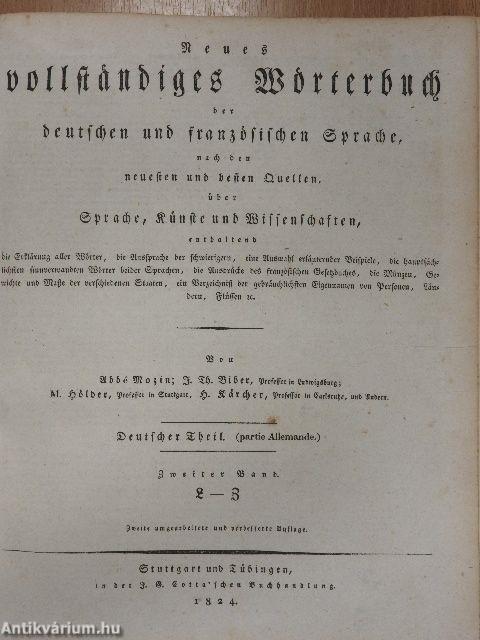 Neues
vollständiges Wörterbuch
der
deutschen und französischen Sprache,
nach den
neuesten und besten Quellen,
über
Sprache, Künste und Wissenschaften,
enthaltend
die Erklärung aller Wörter, die Aussprache der schwierigern, eine Auswahl erläuternder Beispiele, die hauptsäch-
lichsten sinnverwandten Wörter beider Sprachen, die Ausdrücke des französischen Gesetzbuches, die Münzen, Ge-
wichte und Maße der verschiedenen Staaten, ein Verzeichniß der gebräuchlichsten Eigennamen von Personen, Län-
dern, Flüssen ꝛc.
Von
Abbé Mozin; J. Th. Biber, Professor in Ludwigsburg;
M. Hölder, Professor in Stuttgart, H. Kärcher, Professor in Carlsruhe, und Andern.
Deutscher Theil. (partie Allemande.)
Zweiter Band.
L — Z
Zweite umgearbeitete und verbesserte Auflage.
Stuttgart und Tübingen,
in der J. G. Cotta'schen Buchhandlung.
1824.
Antikvárium.hu